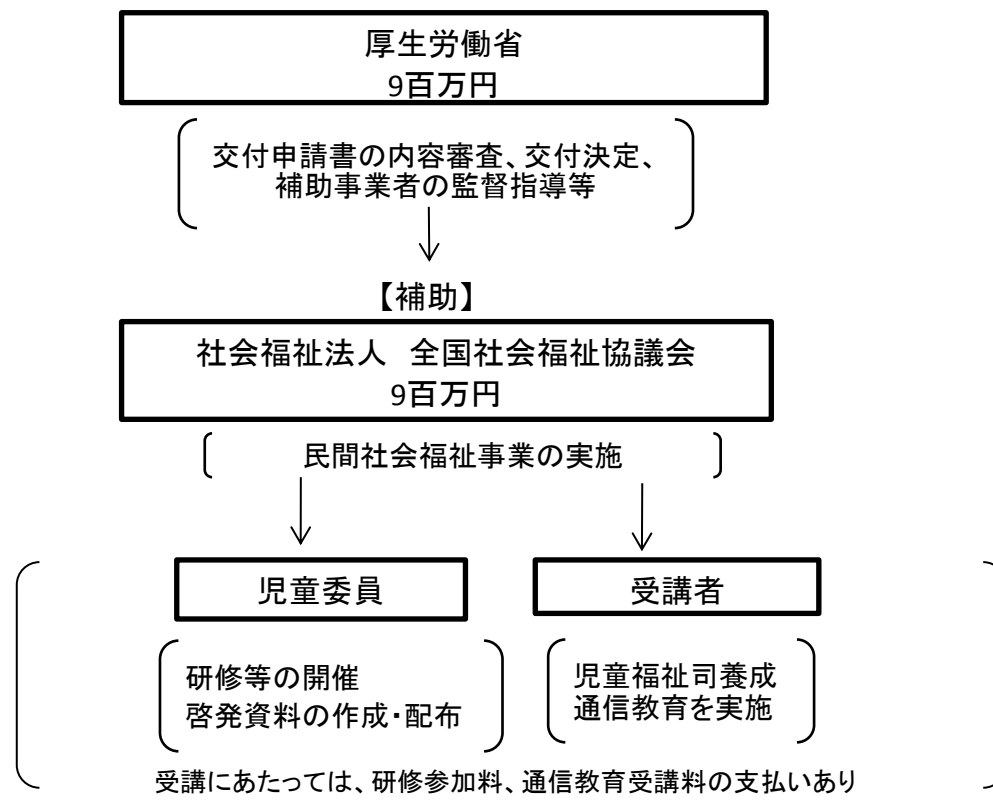 厚生労働省
9百万円
交付申請書の内容審査、交付決定、
補助事業者の監督指導等
【補助】
社会福祉法人　全国社会福祉協議会
9百万円
民間社会福祉事業の実施
児童委員
受講者
研修等の開催
啓発資料の作成・配布
児童福祉司養成
通信教育を実施
受講にあたっては、研修参加料、通信教育受講料の支払いあり